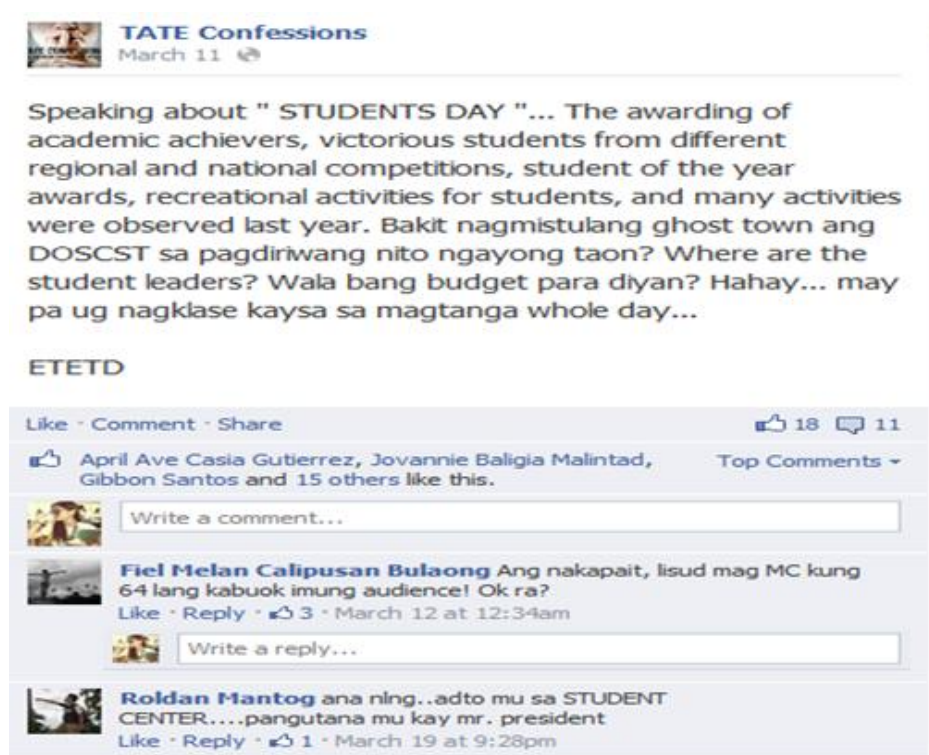 TATE Confessions
March 11
Speaking about " STUDENTS DAY "... The awarding of
academic achievers, victorious students from different
regional and national competitions, student of the year
awards, recreational activities for students, and many activities
were observed last year. Bakit nagmistulang ghost town ang
DOSCST sa pagdiriwang nito ngayong taon? Where are the
student leaders? Wala bang budget para diyan? Hahay... may
pa ug nagklase kaysa sa magtanga whole day...
ETETD
Like · Comment · Share 18 11
April Ave Casia Gutierrez, Jovannie Baligia Malintad, Top Comments
Gibbon Santos and 15 others like this.
Write a comment...
Fiel Melan Calipusan Bulaong Ang nakapait, lisud mag MC kung
64 lang kabuok imung audience! Ok ra?
Like · Reply · 3 · March 12 at 12:34am
Write a reply...
Roldan Mantog ana ning..adto mu sa STUDENT
CENTER....pangutana mu kay mr. president
Like · Reply · 1 · March 19 at 9:28pm